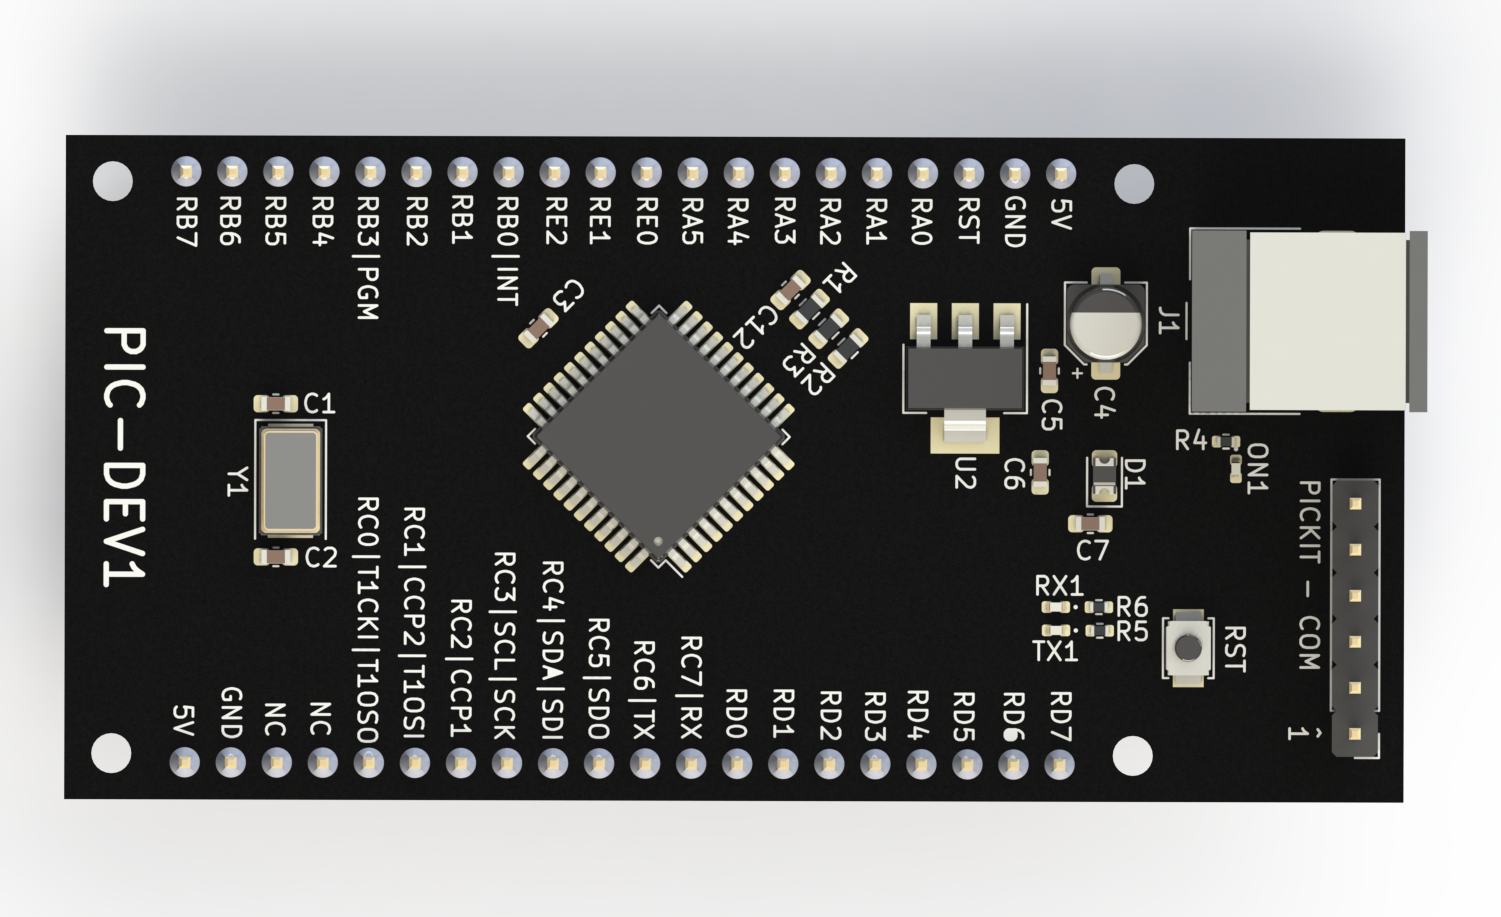 RB7
RB6
RB5
RB4
RB3|PGM
RB2
RB1
RB0|INT
RE2
RE1
RE0
RA5
RA4
RA3
RA2
RA1
RA0
RST
GND
5V
C3
C12
R1
R3
R2
J1
+
C4
C5
U2
C6
D1
C7
R4
ON1
PIC-DEV1
C1
Y1
C2
PICKIT - COM
1^
RX1
R6
R5
TX1
RST
5V
GND
NC
NC
RC0|T1CKI|T1OSO
RC1|CCP2|T1OSI
RC2|CCP1
RC3|SCL|SCK
RC4|SDA|SDI
RC5|SDO
RC6|TX
RC7|RX
RD0
RD1
RD2
RD3
RD4
RD5
RD6
RD7